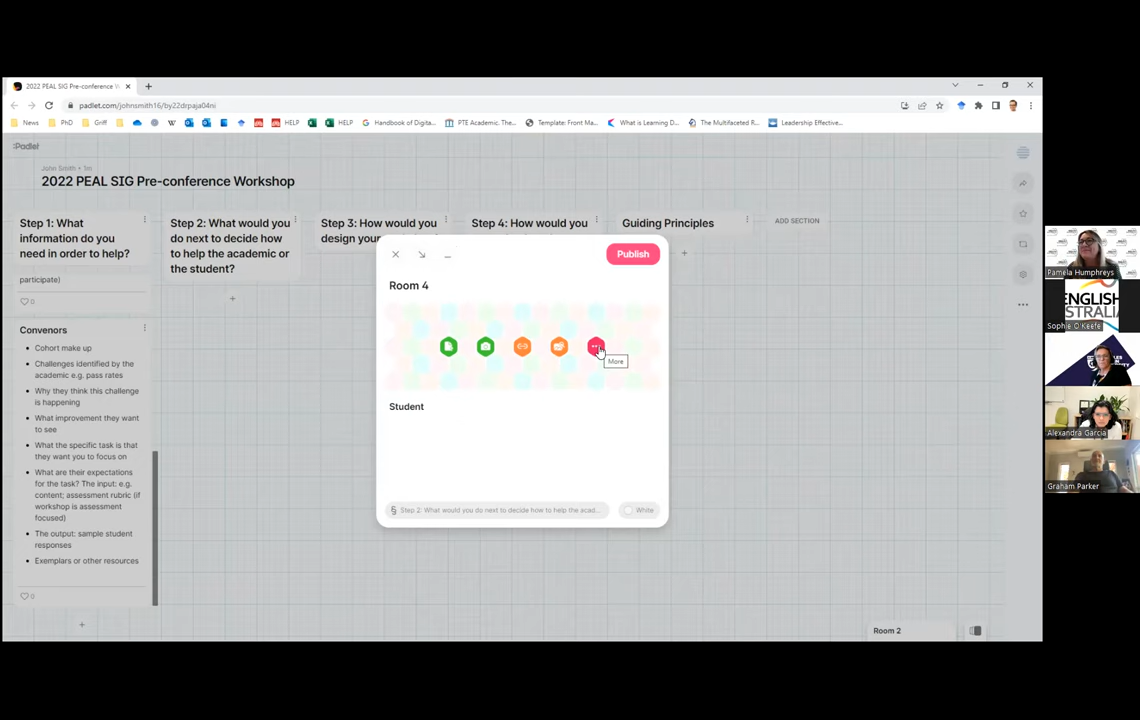 2022 PEAL SIG Pre-conference W
padlet.com/johnsmith16/by22drpaja04ni
News
PhD
Griff
HELP
HELP
Handbook of Digita...
PTE Academic. The...
Template: Front Ma...
What is Learning D...
The Multifaceted R...
Leadership Effective...
:Padlet
John Smith • 1m
2022 PEAL SIG Pre-conference Workshop
Step 1: What
information do you
need in order to help?
Step 2: What would you
do next to decide how
to help the academic or
the student?
Step 3: How would you
design your
Step 4: How would you
Guiding Principles
ADD SECTION
participate)
0
Convenors
• Cohort make up
• Challenges identified by the
academic e.g. pass rates
• Why they think this challenge
is happening
• What improvement they want
to see
• What the specific task is that
they want you to focus on
• What are their expectations
for the task? The input: e.g.
content; assessment rubric (if
workshop is assessment
focused)
• The output: sample student
responses
• Exemplars or other resources
0
Publish
Room 4
More
Student
§ Step 2: What would you do next to decide how to help the acad...
White
Room 2
Pamela Humphreys
ENGLISH
AUSTRALIA
Sophie O'Keefe
Alexandra Garcia
Graham Parker